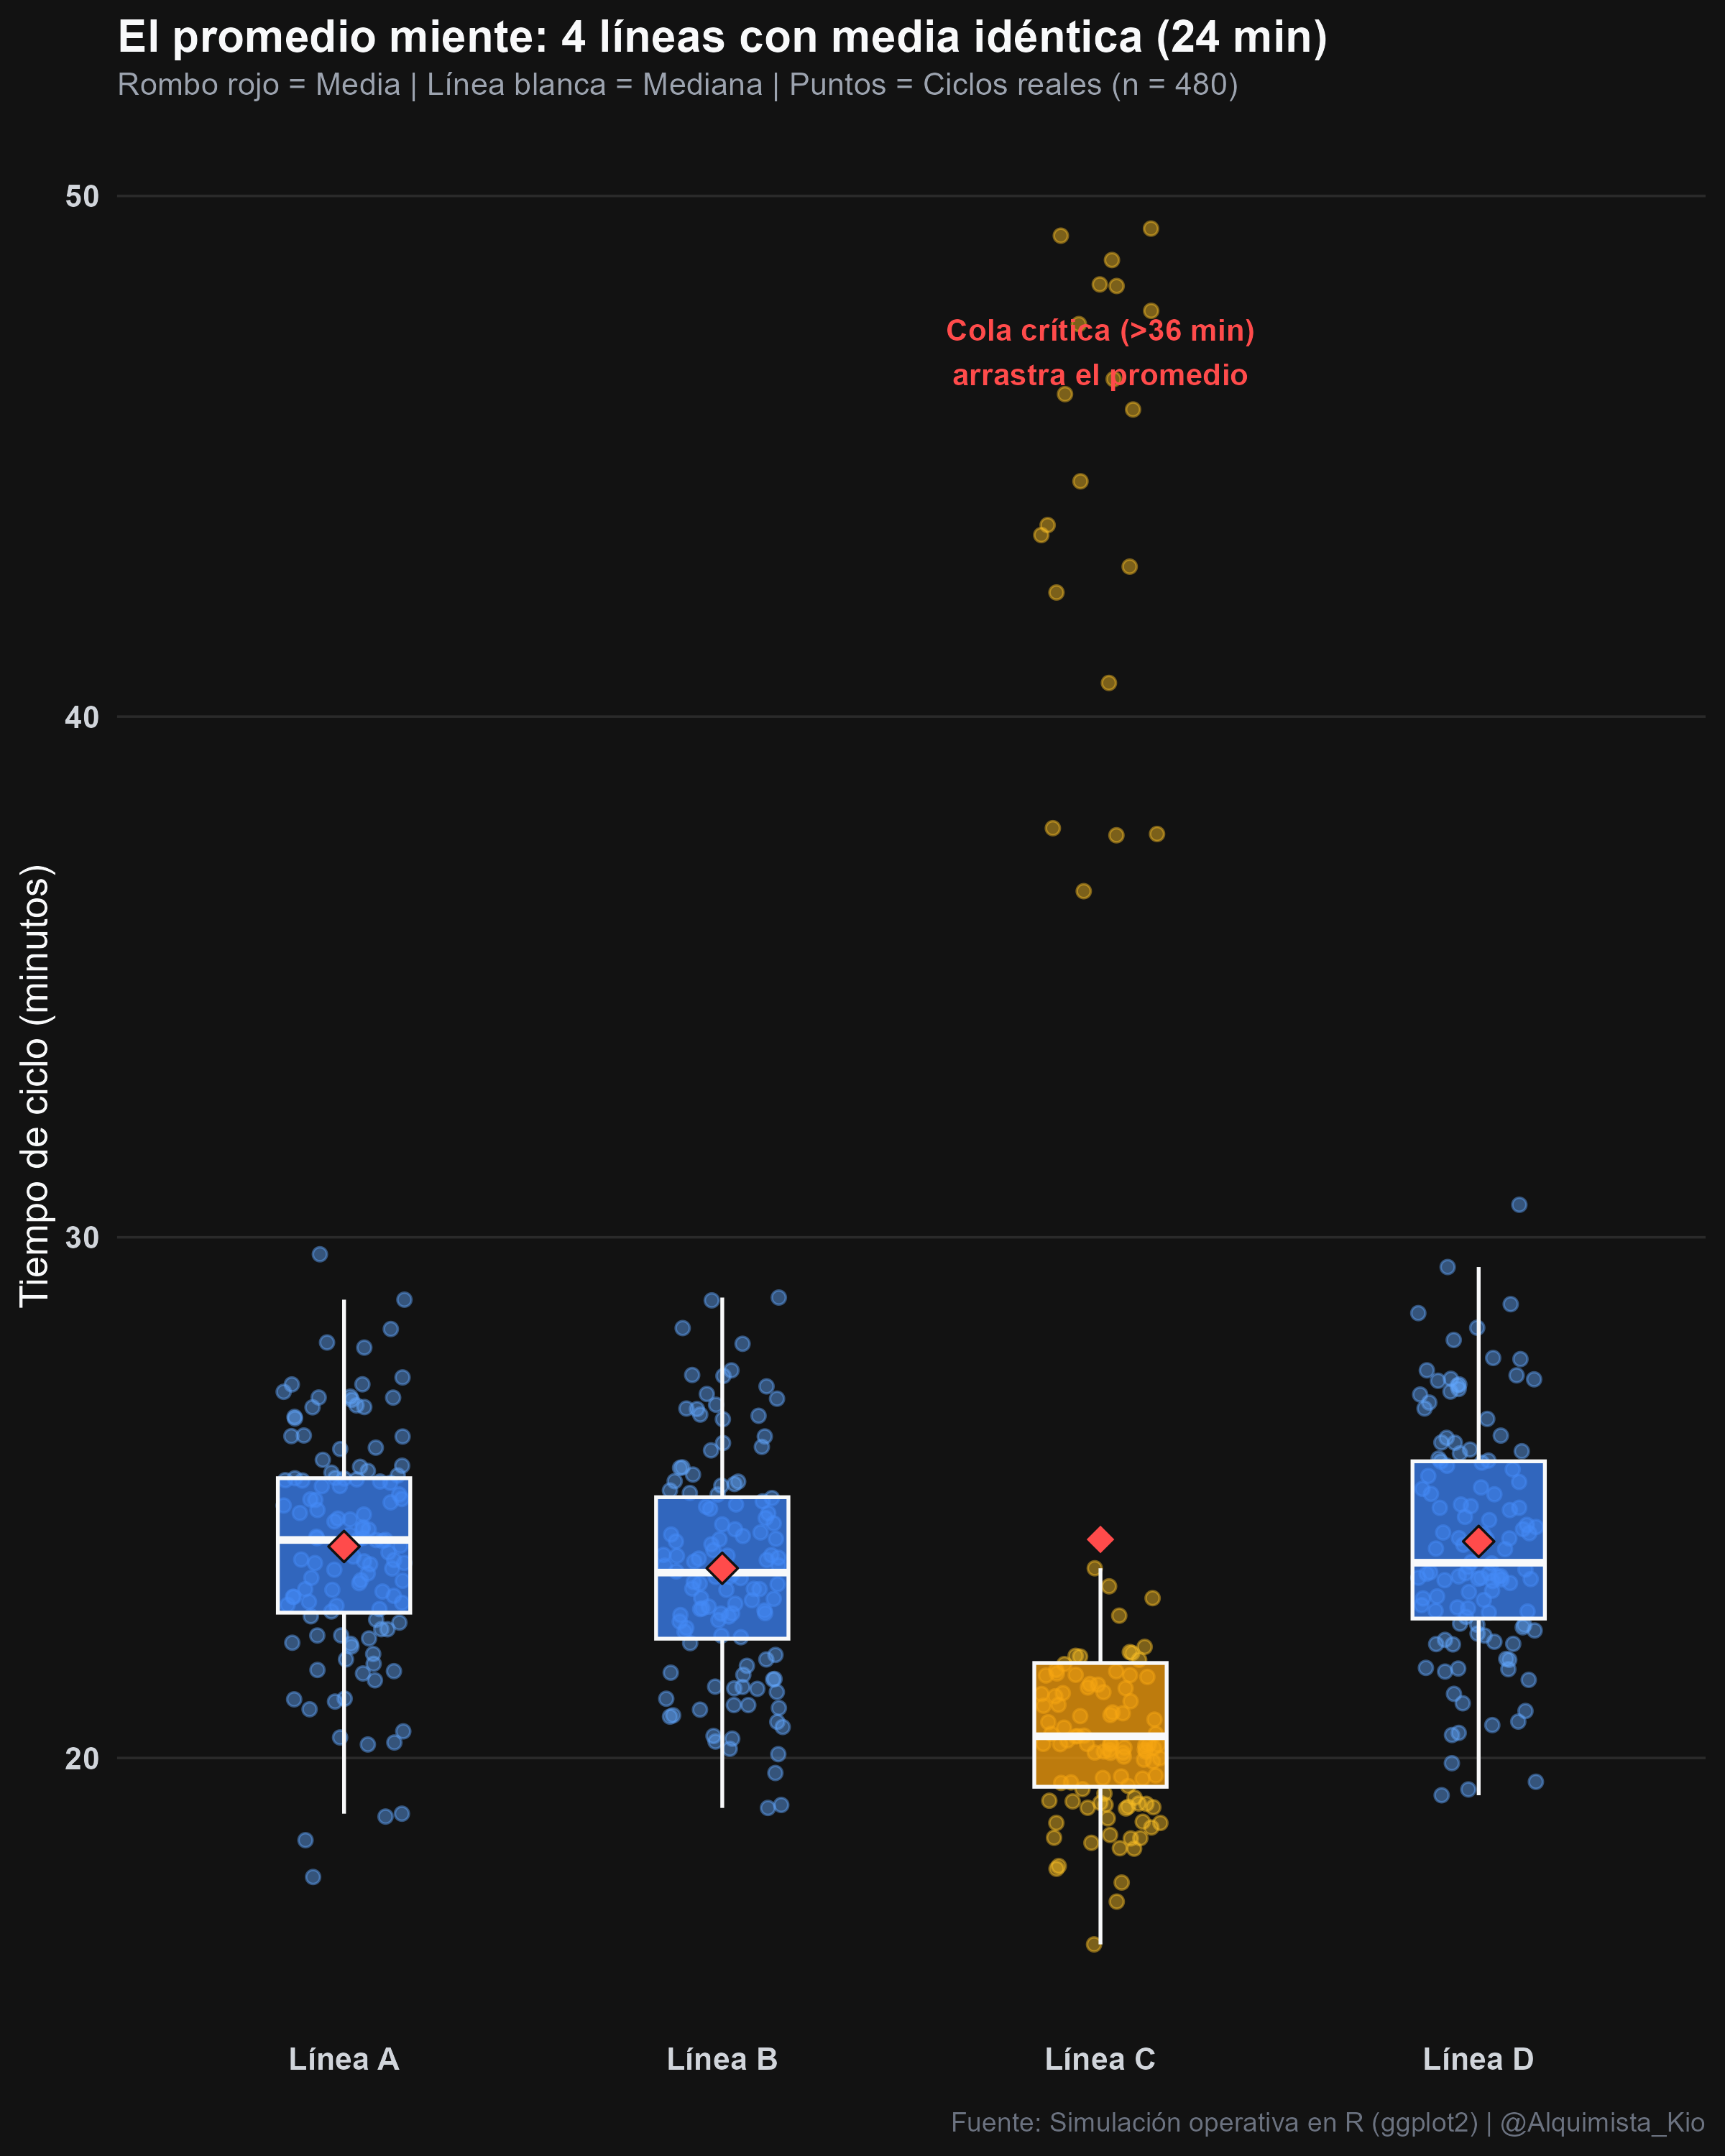 El promedio miente: 4 líneas con media idéntica (24 min)
Rombo rojo = Media | Línea blanca = Mediana | Puntos = Ciclos reales (n = 480)
50
Cola crítica (>36 min)
arrastra el promedio
40
Tiempo de ciclo (minutos)
30
20
Línea A
Línea B
Línea C
Línea D
Fuente: Simulación operativa en R (ggplot2) | @Alquimista_Kio